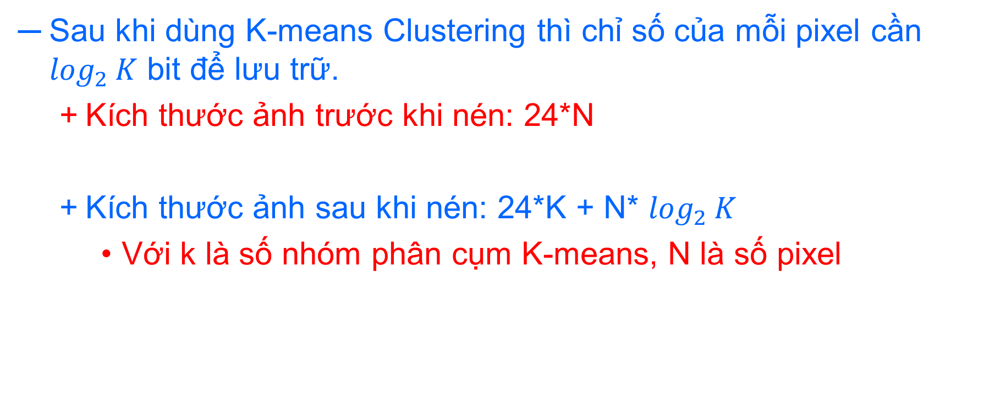 — Sau khi dùng K-means Clustering thì chỉ số của mỗi pixel cần
log₂ K bit để lưu trữ.
+ Kích thước ảnh trước khi nén: 24*N
+ Kích thước ảnh sau khi nén: 24*K + N* log₂ K
• Với k là số nhóm phân cụm K-means, N là số pixel